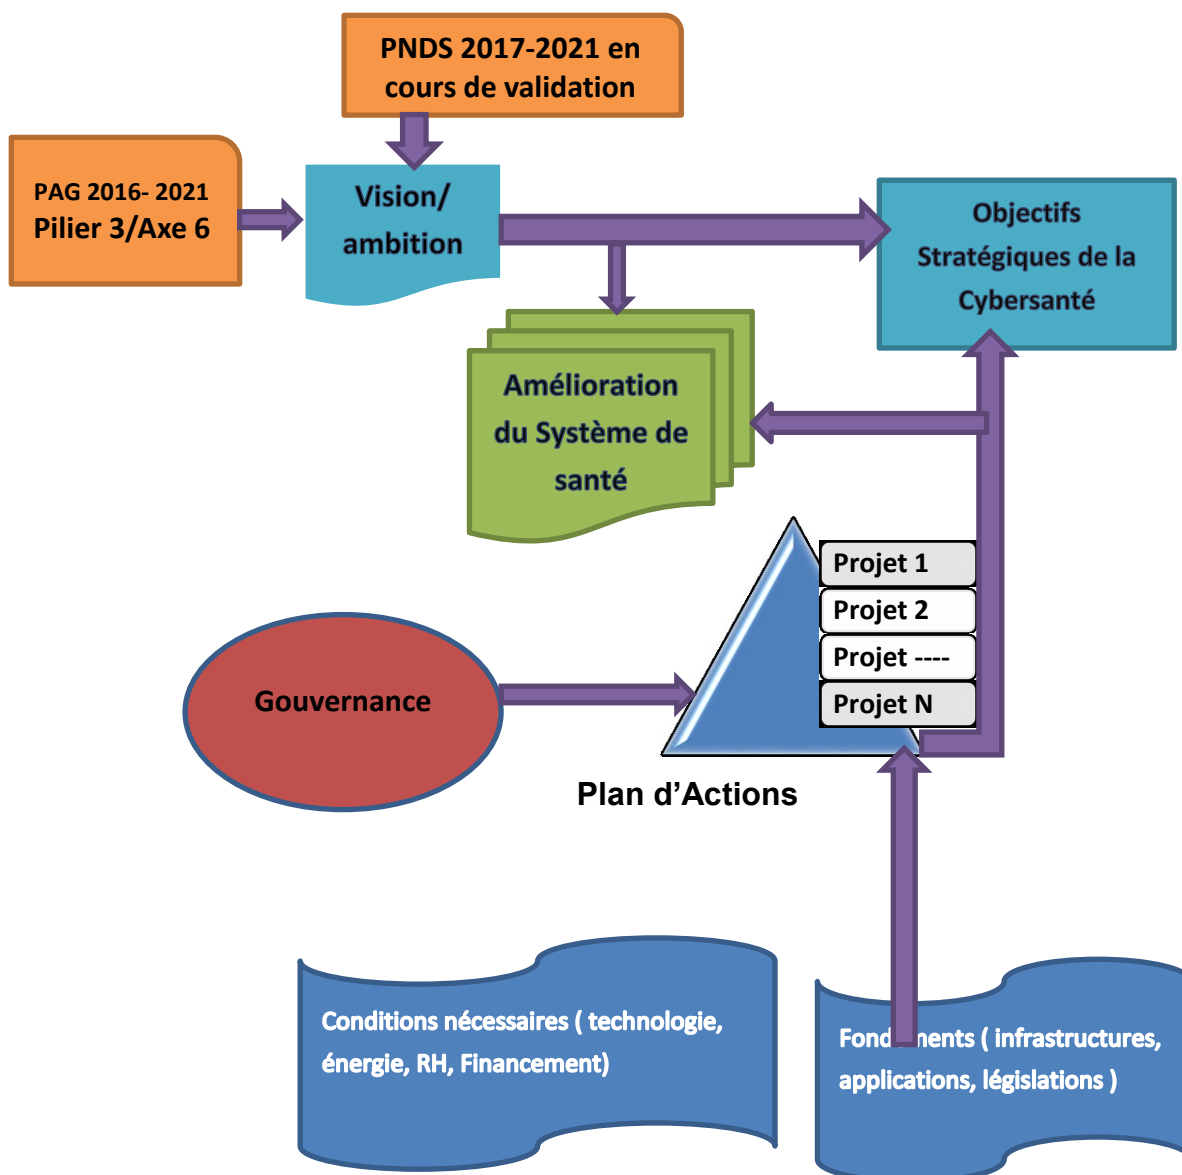 PNDS 2017-2021 en
cours de validation
PAG 2016- 2021
Pilier 3/Axe 6
Vision/
ambition
Objectifs
Stratégiques de la
Cybersanté
Amélioration
du Système de
santé
Projet 1
Projet 2
Projet ----
Projet N
Gouvernance
Plan d’Actions
Conditions nécessaires ( technologie,
énergie, RH, Financement)
( infrastructures,
applications, législations )